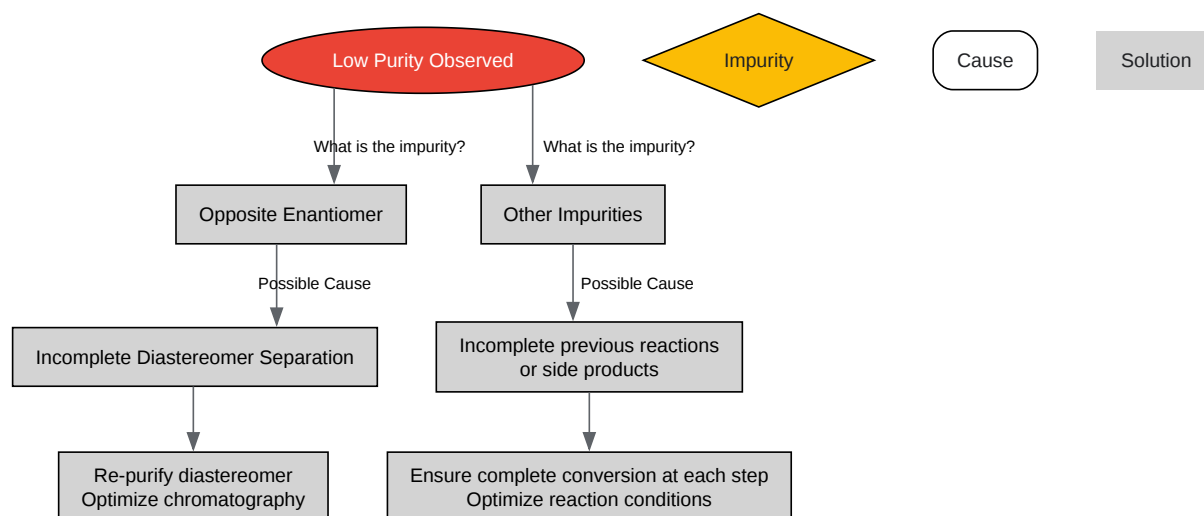 Low Purity Observed
Impurity
Cause
Solution
What is the impurity?
What is the impurity?
Opposite Enantiomer
Other Impurities
Possible Cause
Possible Cause
Incomplete Diastereomer Separation
Incomplete previous reactions
or side products
Re-purify diastereomer
Optimize chromatography
Ensure complete conversion at each step
Optimize reaction conditions